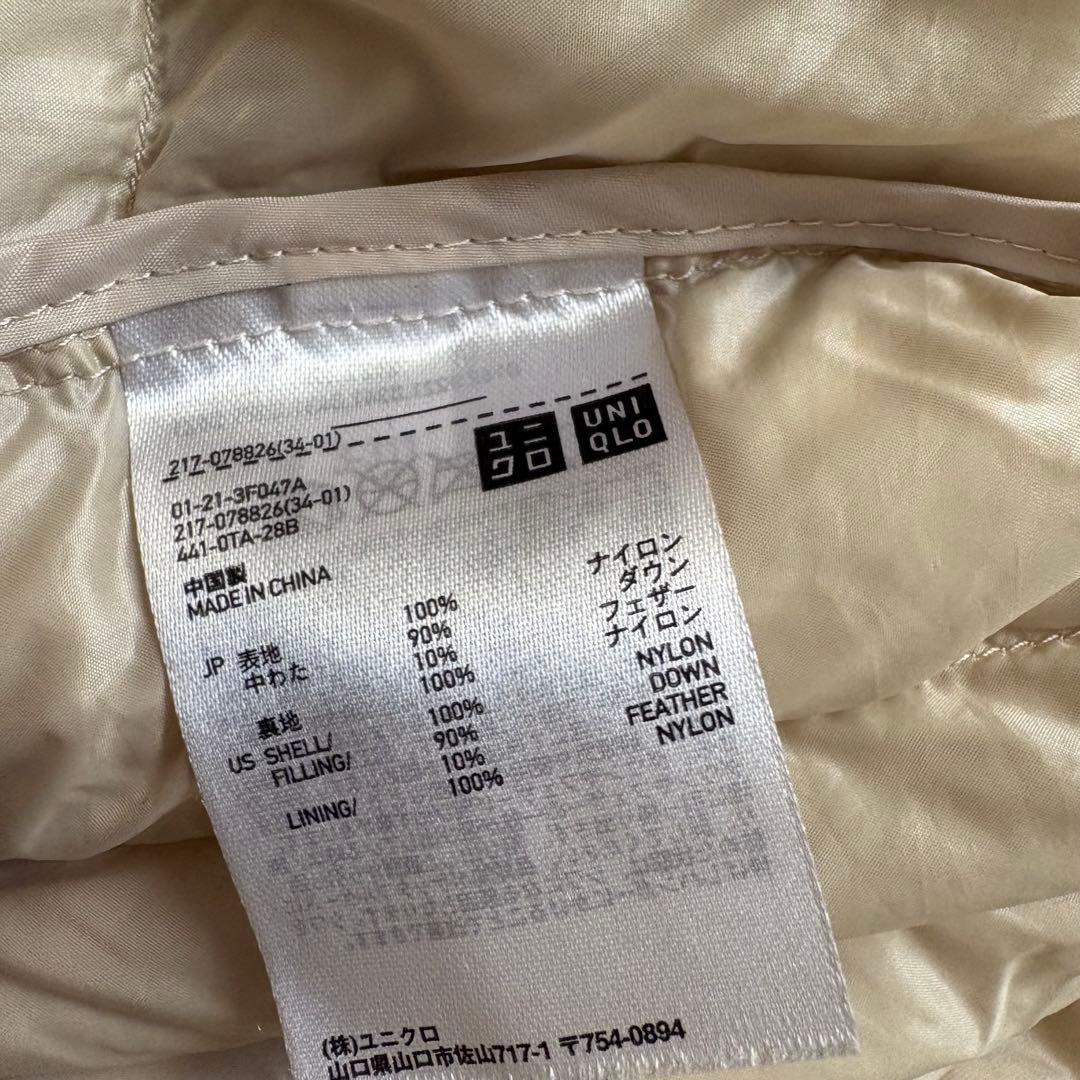 217-078826(34-01)
ユニクロ
UNIQLO
01-21-3F047A
217-078826(34-01)
441-0TA-28B
中国製
MADE IN CHINA
JP 表地 100% ナイロン
中わた 90% ダウン
10% フェザー
裏地 100% ナイロン
US SHELL/ 100% NYLON
FILLING/ 90% DOWN
10% FEATHER
LINING/ 100% NYLON
(株)ユニクロ
山口県山口市佐山717-1 〒754-0894